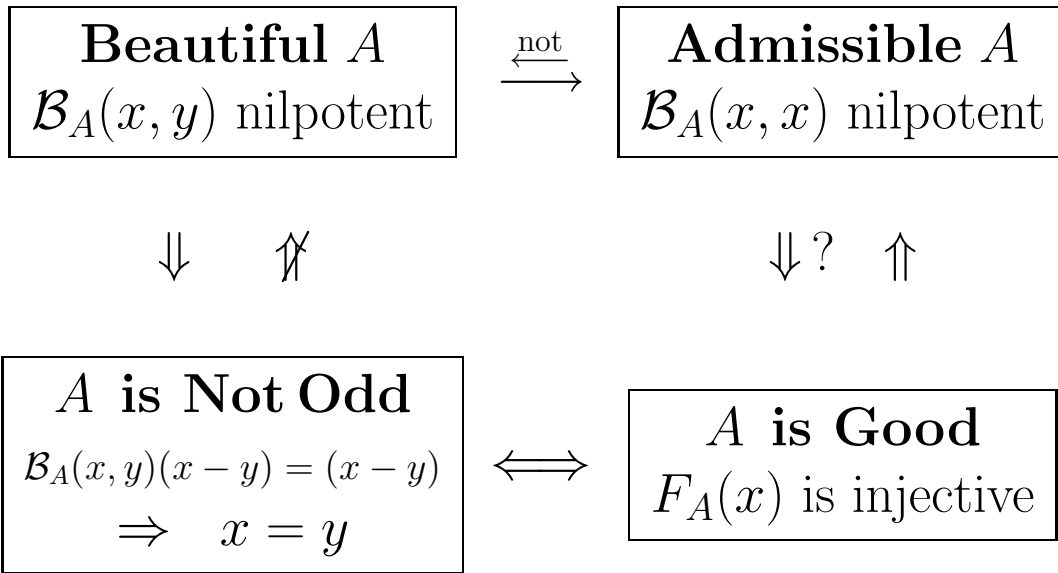 Beautiful A
𝓑_A(x, y) nilpotent
not
Admissible A
𝓑_A(x, x) nilpotent
⟵
⟶
⇓ ⇑̸
⇓ ? ⇑
A is Not Odd
𝓑_A(x, y)(x − y) = (x − y)
⇒ x = y
⟺
A is Good
F_A(x) is injective